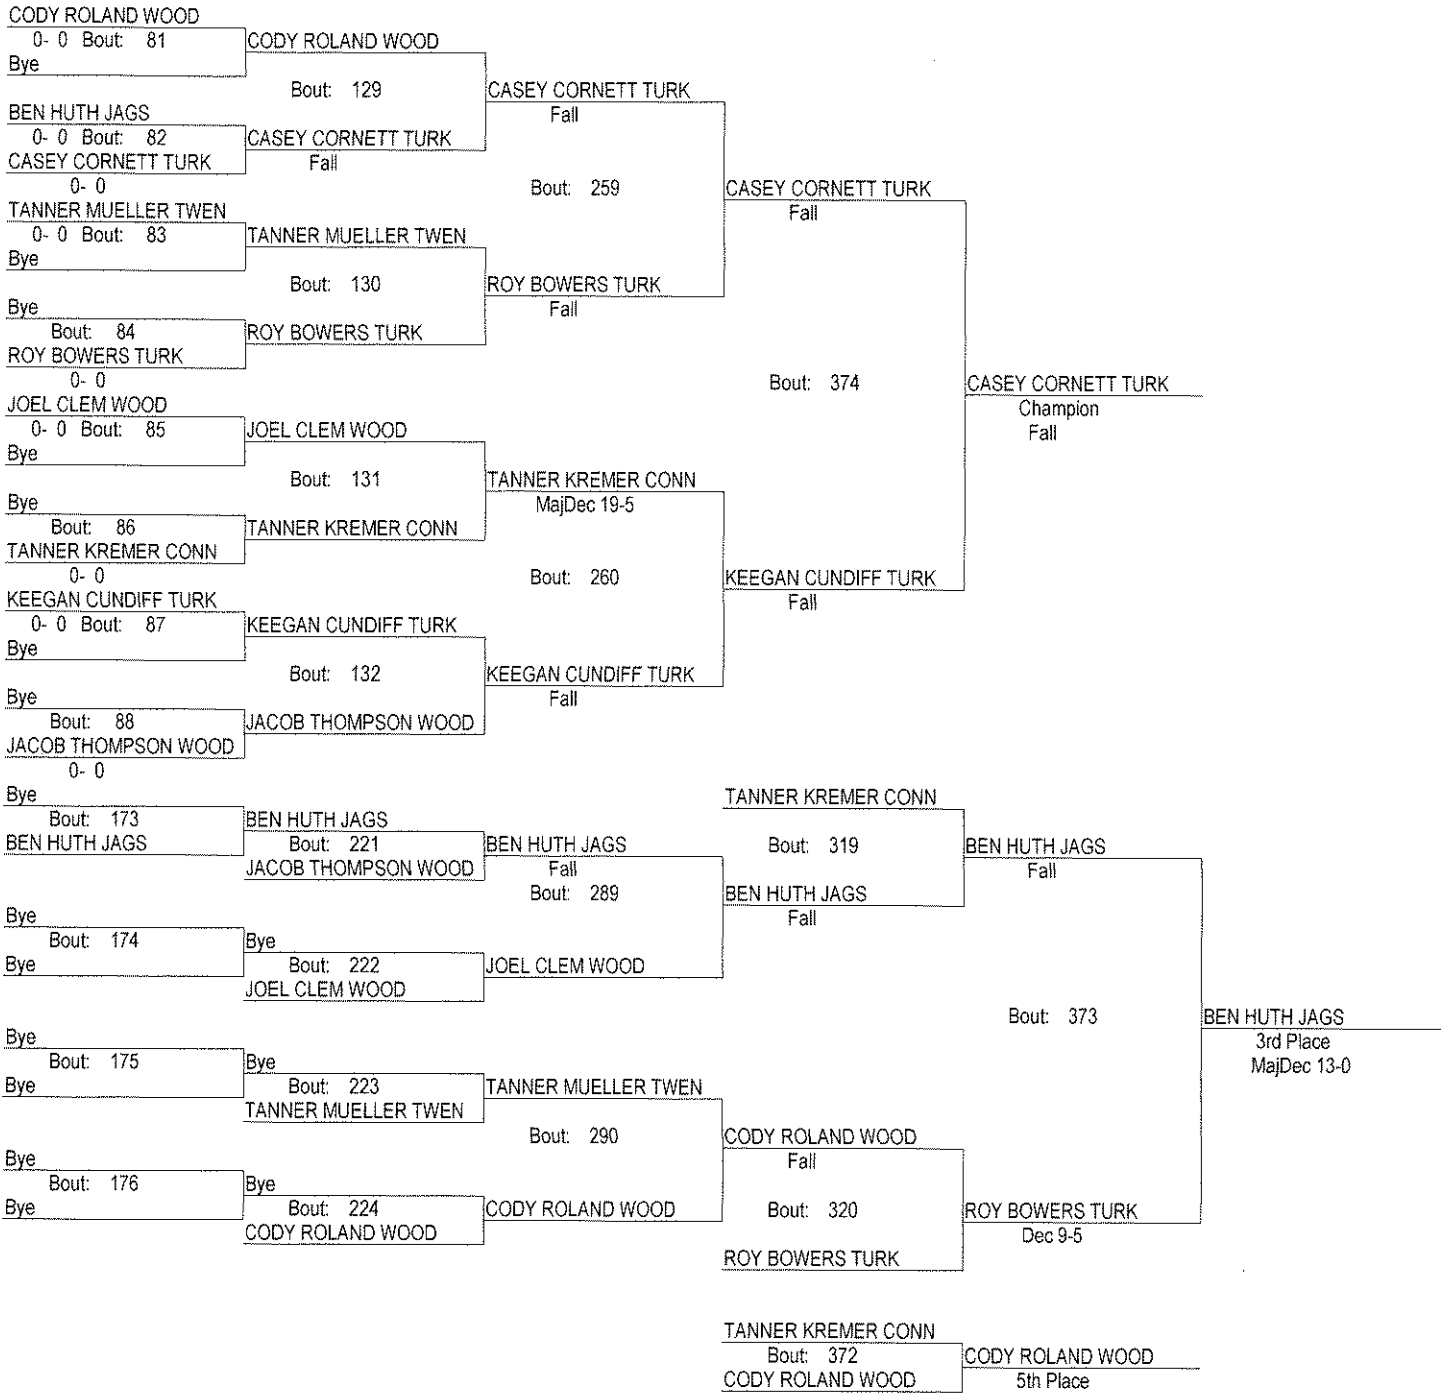 CODY ROLAND WOOD
0- 0 Bout: 81
Bye
CODY ROLAND WOOD
Bout: 129
BEN HUTH JAGS
0- 0 Bout: 82
CASEY CORNETT TURK
0- 0
CASEY CORNETT TURK
Fall
CASEY CORNETT TURK
Fall
Bout: 259
TANNER MUELLER TWEN
0- 0 Bout: 83
Bye
TANNER MUELLER TWEN
Bout: 130
Bye
Bout: 84
ROY BOWERS TURK
0- 0
ROY BOWERS TURK
ROY BOWERS TURK
Fall
CASEY CORNETT TURK
Fall
Bout: 374
JOEL CLEM WOOD
0- 0 Bout: 85
Bye
JOEL CLEM WOOD
Bout: 131
Bye
Bout: 86
TANNER KREMER CONN
0- 0
TANNER KREMER CONN
TANNER KREMER CONN
MajDec 19-5
Bout: 260
KEEGAN CUNDIFF TURK
0- 0 Bout: 87
Bye
KEEGAN CUNDIFF TURK
Bout: 132
Bye
Bout: 88
JACOB THOMPSON WOOD
0- 0
JACOB THOMPSON WOOD
KEEGAN CUNDIFF TURK
Fall
KEEGAN CUNDIFF TURK
Fall
CASEY CORNETT TURK
Champion
Fall
Bye
Bout: 173
BEN HUTH JAGS
BEN HUTH JAGS
Bout: 221
JACOB THOMPSON WOOD
BEN HUTH JAGS
Fall
Bout: 289
Bye
Bout: 174
Bye
Bye
Bout: 222
JOEL CLEM WOOD
JOEL CLEM WOOD
TANNER KREMER CONN
Bout: 319
BEN HUTH JAGS
Fall
BEN HUTH JAGS
Fall
Bout: 373
Bye
Bout: 175
Bye
Bye
Bout: 223
TANNER MUELLER TWEN
TANNER MUELLER TWEN
Bout: 290
Bye
Bout: 176
Bye
Bye
Bout: 224
CODY ROLAND WOOD
CODY ROLAND WOOD
CODY ROLAND WOOD
Fall
Bout: 320
ROY BOWERS TURK
ROY BOWERS TURK
Dec 9-5
BEN HUTH JAGS
3rd Place
MajDec 13-0
TANNER KREMER CONN
Bout: 372
CODY ROLAND WOOD
CODY ROLAND WOOD
5th Place